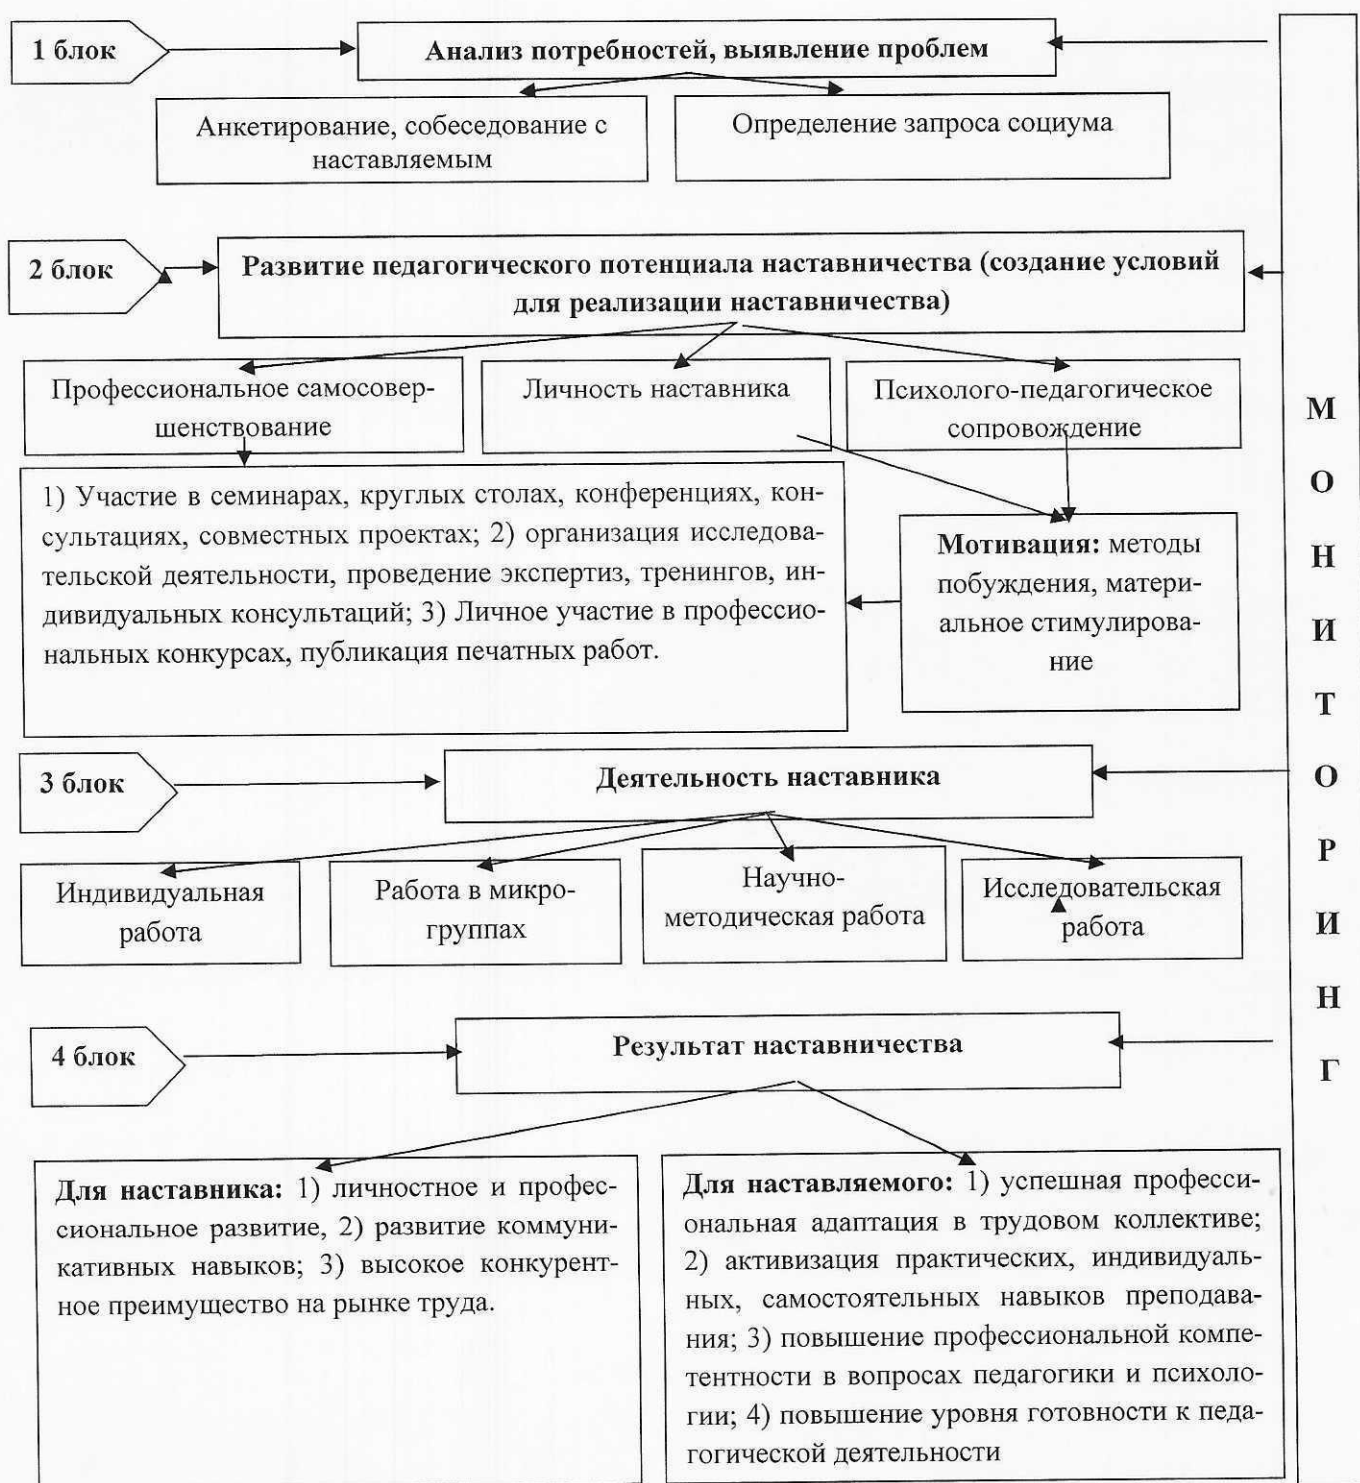 1 блок
Анализ потребностей, выявление проблем
Анкетирование, собеседование с
наставляемым
Определение запроса социума
2 блок
Развитие педагогического потенциала наставничества (создание условий
для реализации наставничества)
Профессиональное самосовер-
шенствование
Личность наставника
Психолого-педагогическое
сопровождение
1) Участие в семинарах, круглых столах, конференциях, кон-
сультациях, совместных проектах; 2) организация исследова-
тельской деятельности, проведение экспертиз, тренингов, ин-
дивидуальных консультаций; 3) Личное участие в профессио-
нальных конкурсах, публикация печатных работ.
Мотивация: методы
побуждения, матери-
альное стимулирова-
ние
3 блок
Деятельность наставника
Индивидуальная
работа
Работа в микро-
группах
Научно-
методическая работа
Исследовательская
работа
4 блок
Результат наставничества
Для наставника: 1) личностное и профес-
сиональное развитие, 2) развитие коммуни-
кативных навыков; 3) высокое конкурент-
ное преимущество на рынке труда.
Для наставляемого: 1) успешная професси-
ональная адаптация в трудовом коллективе;
2) активизация практических, индивидуаль-
ных, самостоятельных навыков преподава-
ния; 3) повышение профессиональной компе-
тентности в вопросах педагогики и психоло-
гии; 4) повышение уровня готовности к педа-
гогической деятельности
М
О
Н
И
Т
О
Р
И
Н
Г